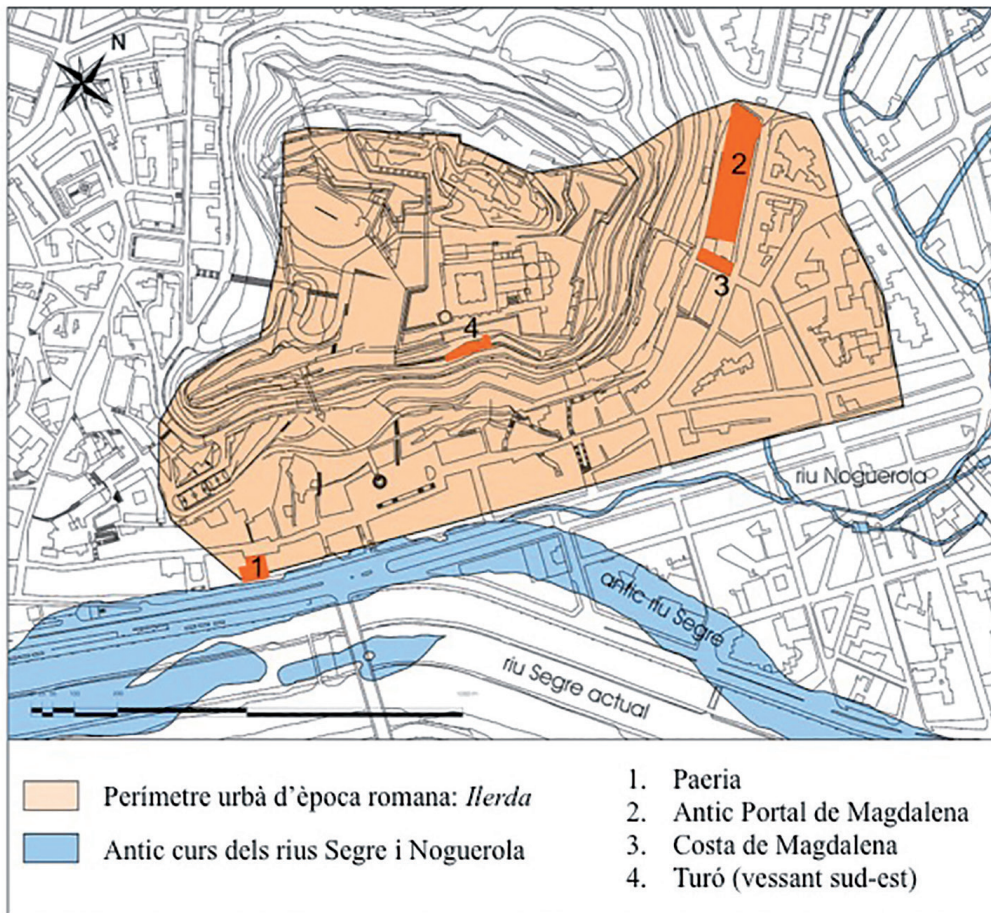 N
2
3
4
riu Noguerola
1
antic riu Segre
riu Segre actual
Perímetre urbà d'època romana: Ilerda
Antic curs dels rius Segre i Noguerola
1. Paeria
2. Antic Portal de Magdalena
3. Costa de Magdalena
4. Turó (vessant sud-est)